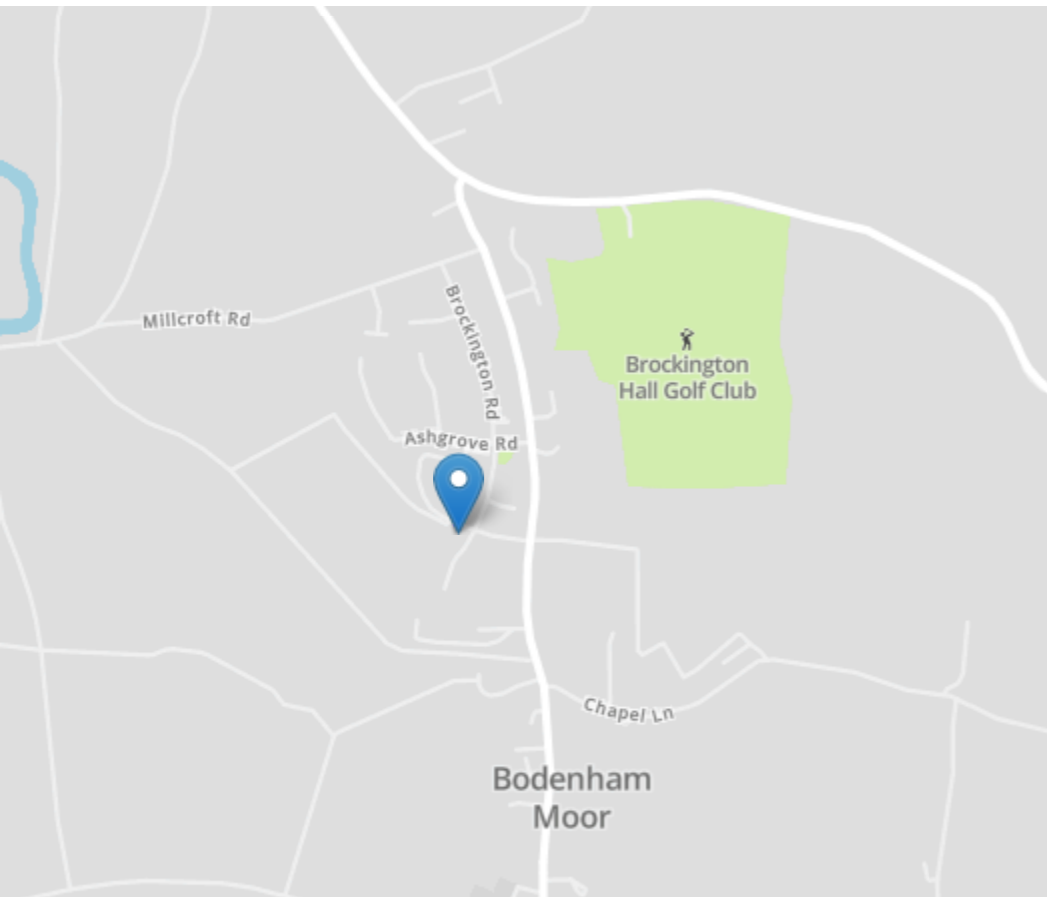 Millcroft Rd
Brockington Rd
Brockington
Hall Golf Club
Ashgrove Rd
Chapel Ln
Bodenham
Moor